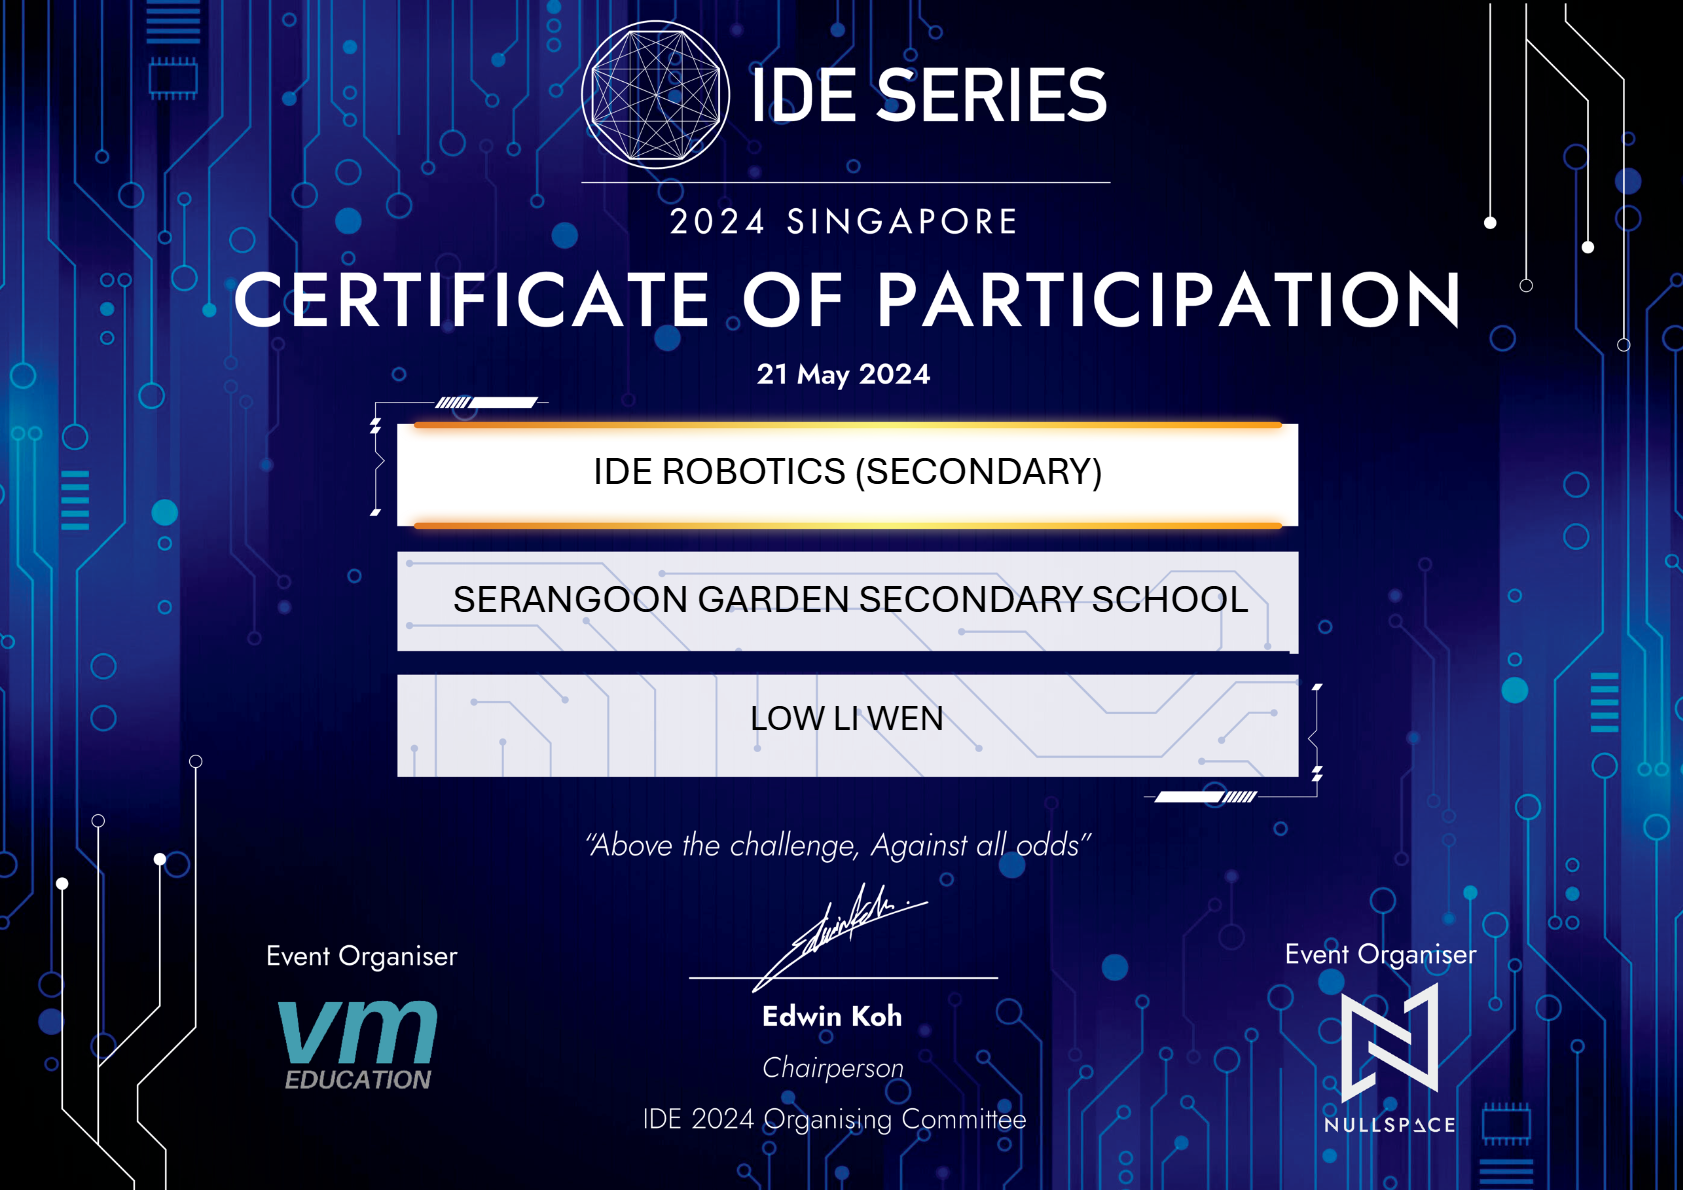 IDE SERIES
2024 SINGAPORE
CERTIFICATE OF PARTICIPATION
21 May 2024
IDE ROBOTICS (SECONDARY)
SERANGOON GARDEN SECONDARY SCHOOL
LOW LI WEN
“Above the challenge, Against all odds”
EdwinKoh.
Edwin Koh
Chairperson
IDE 2024 Organising Committee
Event Organiser
vm
EDUCATION
Event Organiser
NULLSPACE